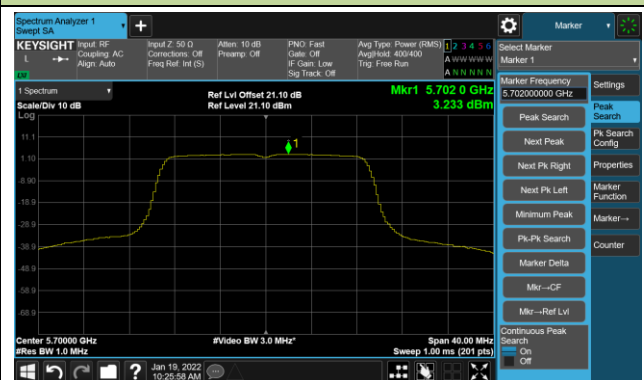 Spectrum Analyzer 1
Swept SA
+
Marker
KEYSIGHT
L
Input: RF
Coupling: AC
Align: Auto
Input Z: 50 Ω
Corrections: Off
Freq Ref: Int (S)
Atten: 10 dB
Preamp: Off
PNO: Fast
Gate: Off
IF Gain: Low
Sig Track: Off
Avg Type: Power (RMS)
Avg|Hold: 400/400
Trig: Free Run
1 2 3 4 5 6
A W W W W W
A N N N N N
Select Marker
Marker 1
LXI
1 Spectrum
Scale/Div 10 dB
Log
Ref Lvl Offset 21.10 dB
Ref Level 21.10 dBm
Mkr1 5.702 0 GHz
3.233 dBm
1
11.1
1.10
-8.90
-18.9
-28.9
-38.9
-48.9
-58.9
-68.9
Center 5.70000 GHz
#Res BW 1.0 MHz
#Video BW 3.0 MHz*
Span 40.00 MHz
Sweep 1.00 ms (201 pts)
Marker Frequency
5.702000000 GHz
Peak Search
Next Peak
Next Pk Right
Next Pk Left
Minimum Peak
Pk-Pk Search
Marker Delta
Mkr→CF
Mkr→Ref Lvl
Continuous Peak
Search
On
Off
Settings
Peak
Search
Pk Search
Config
Properties
Marker
Function
Marker→
Counter
?
Jan 19, 2022
10:25:58 AM